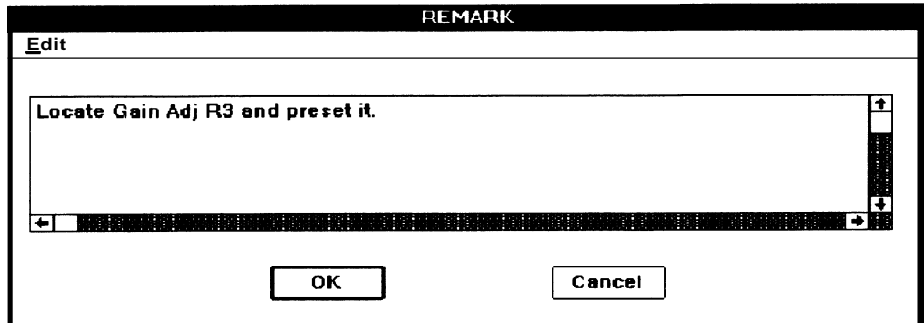 REMARK
Edit
Locate Gain Adj R3 and preset it.
OK
Cancel